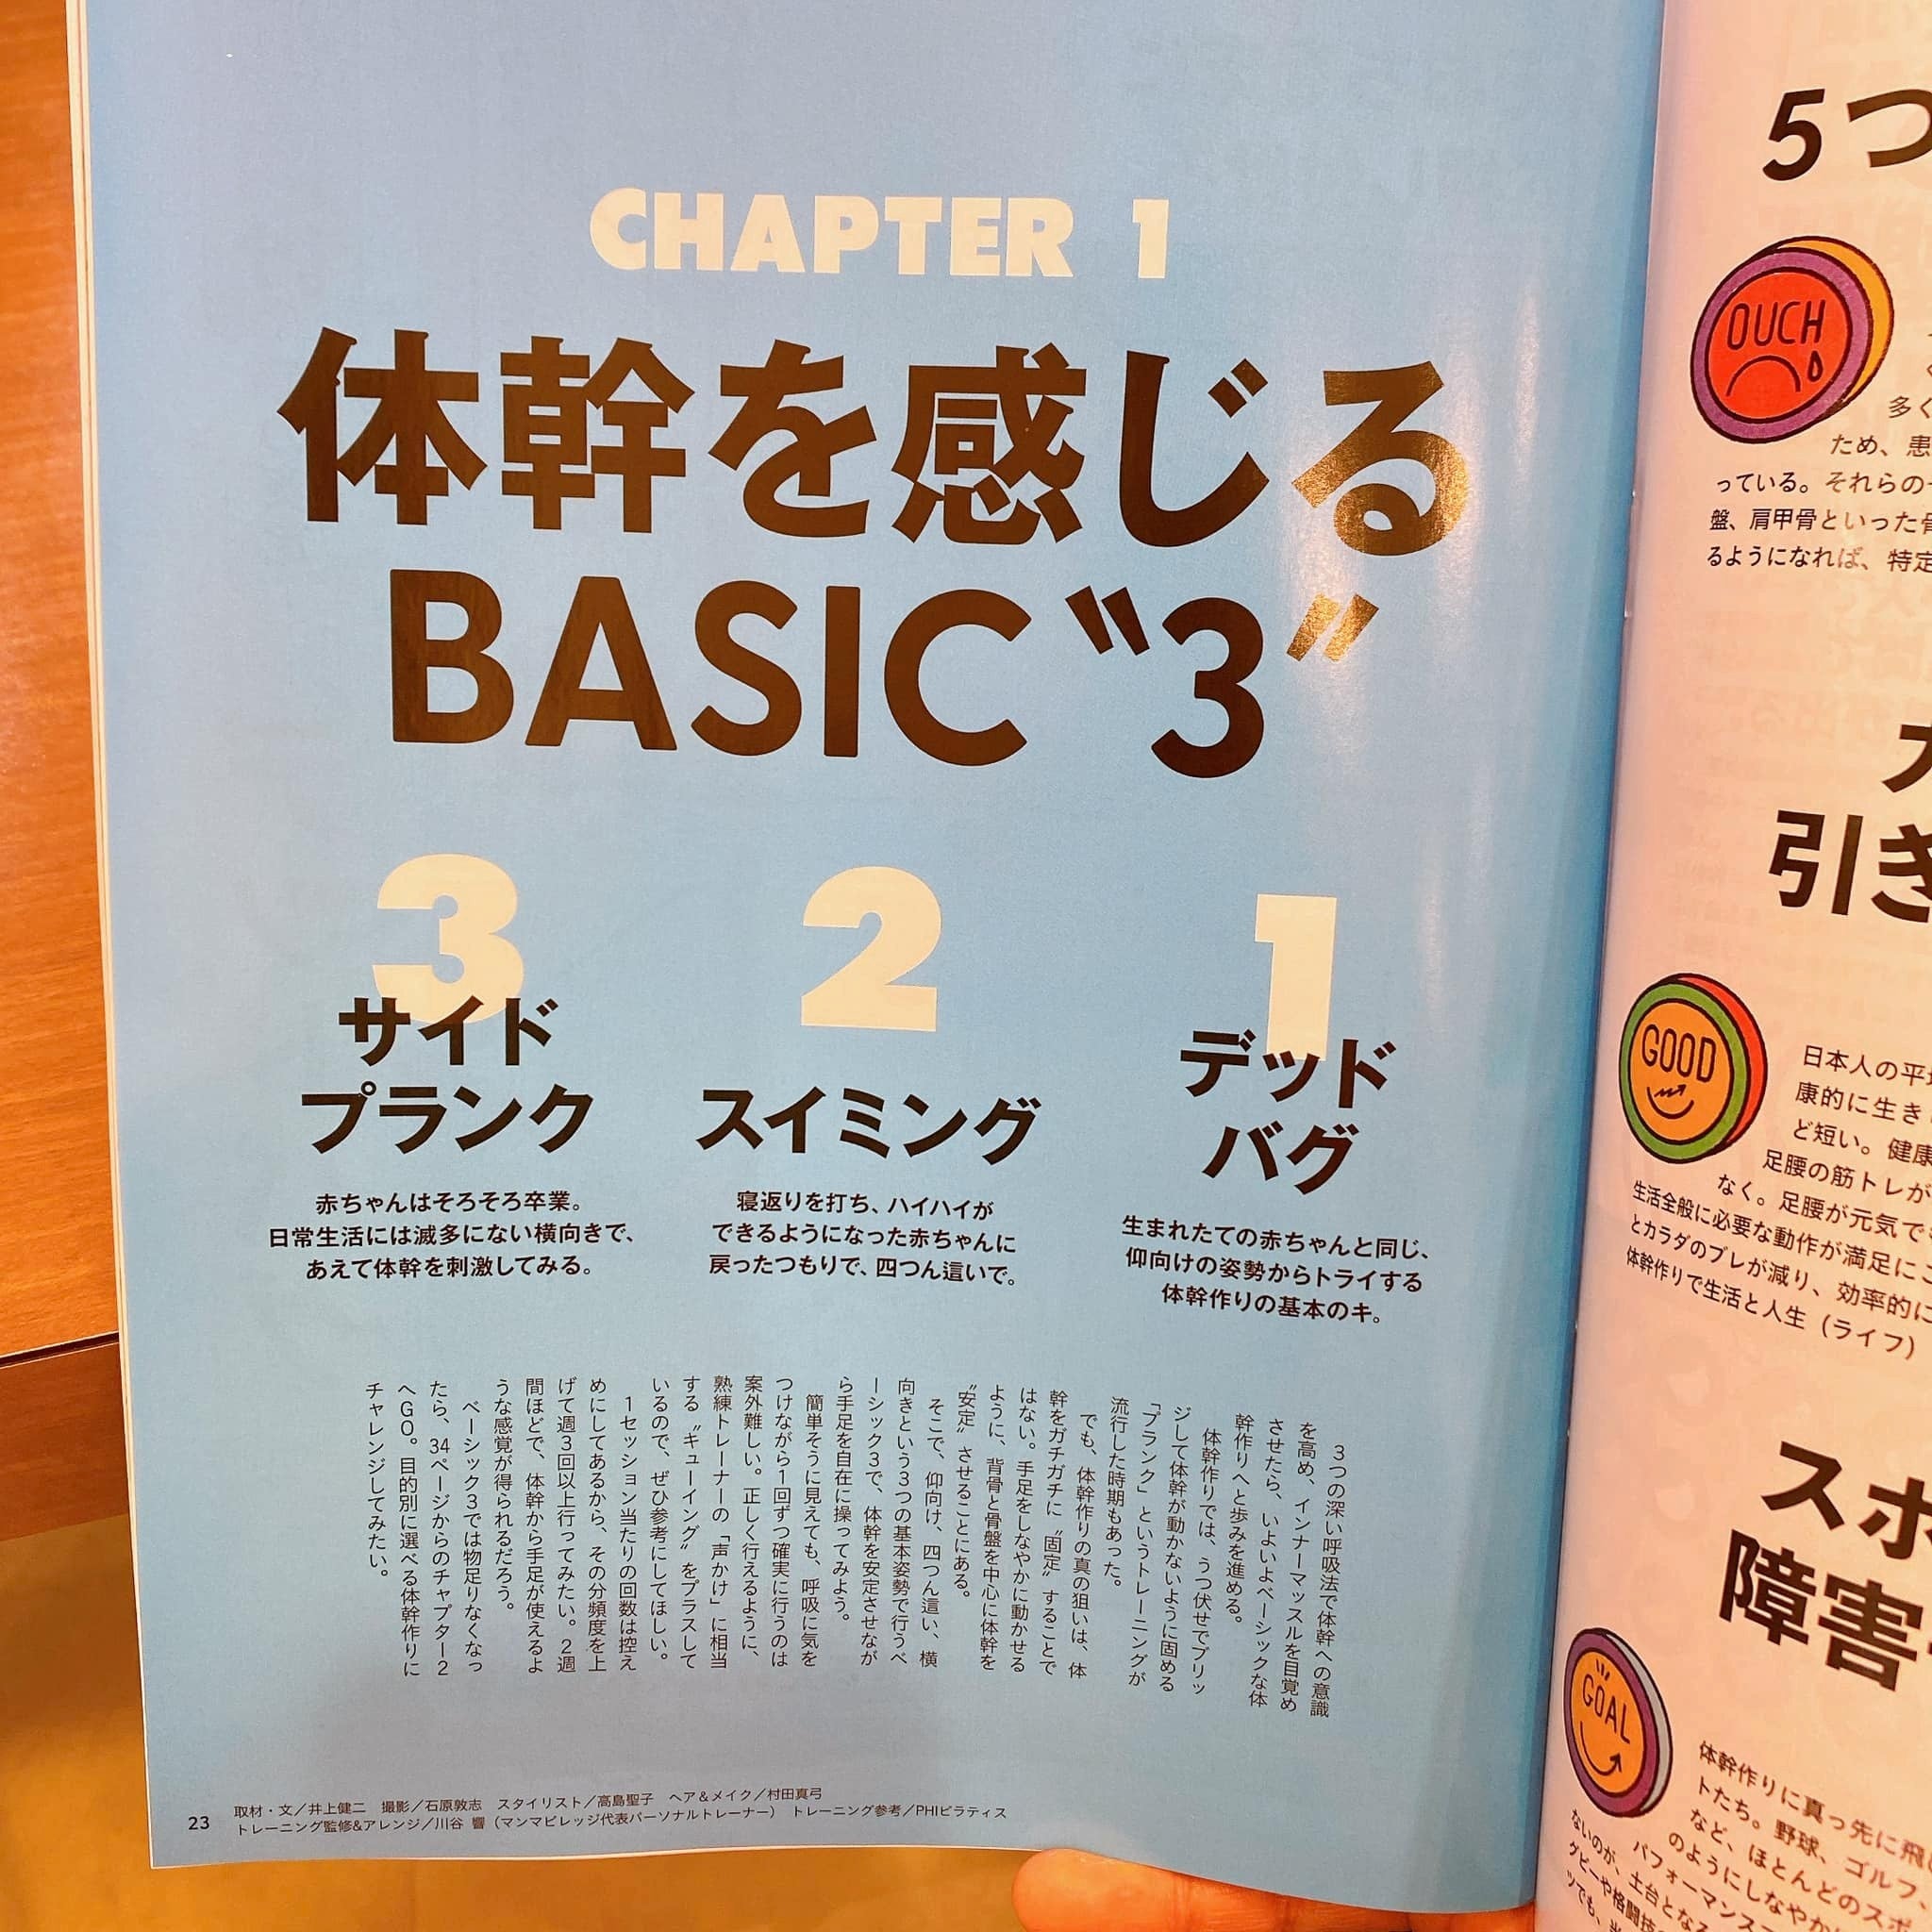 CHAPTER 1
体幹を感じる
BASIC〝3〟
1
デッド
バグ
生まれたての赤ちゃんと同じ、
仰向けの姿勢からトライする
体幹作りの基本のキ。
2
スイミング
寝返りを打ち、ハイハイが
できるようになった赤ちゃんに
戻ったつもりで、四つん這いで。
3
サイド
プランク
赤ちゃんはそろそろ卒業。
日常生活には滅多にない横向きで、
あえて体幹を刺激してみる。
3つの深い呼吸法で体幹への意識
を高め、インナーマッスルを目覚め
させたら、いよいよベーシックな体
幹作りへと歩みを進める。
体幹作りでは、うつ伏せでブリッ
ジして体幹が動かないように固める
「プランク」というトレーニングが
流行した時期もあった。
でも、体幹作りの真の狙いは、体
幹をガチガチに〝固定〟することで
はない。手足をしなやかに動かせる
ように、背骨と骨盤を中心に体幹を
〝安定〟させることにある。
そこで、仰向け、四つん這い、横
向きという3つの基本姿勢で行うベ
ーシック3で、体幹を安定させなが
ら手足を自在に操ってみよう。
簡単そうに見えても、呼吸に気を
つけながら1回ずつ確実に行うのは
案外難しい。正しく行えるように、
熟練トレーナーの「声かけ」に相当
する〝キューイング〟をプラスして
いるので、ぜひ参考にしてほしい。
1セッション当たりの回数は控え
めにしてあるから、その分頻度を上
げて週3回以上行ってみたい。2週
間ほどで、体幹から手足が使えるよ
うな感覚が得られるだろう。
ベーシック3では物足りなくなっ
たら、34ページからのチャプター2
へGO。目的別に選べる体幹作りに
チャレンジしてみたい。
23
取材・文／井上健二　撮影／石原敦志　スタイリスト／高島聖子　ヘア＆メイク／村田真弓
トレーニング監修&アレンジ／川谷 響（マンマビレッジ代表パーソナルトレーナー）　トレーニング参考／PHIピラティス
5つ
OUCH
多く
ため、患
っている。それらの
盤、肩甲骨といった骨
るようになれば、特定
引き
GOOD
日本人の平
康的に生き
ど短い。健康
足腰の筋トレが
なく。足腰が元気で
生活全般に必要な動作が満足にこ
とカラダのブレが減り、効率的に
体幹作りで生活と人生（ライフ）
スポ
障害
GOAL
体幹作りに真っ先に飛び
トたち。野球、ゴルフ、
など、ほとんどのスポ
のようにしなやか
パフォーマンス
ないのが、土台となる
グビーや格闘技
ツでも、